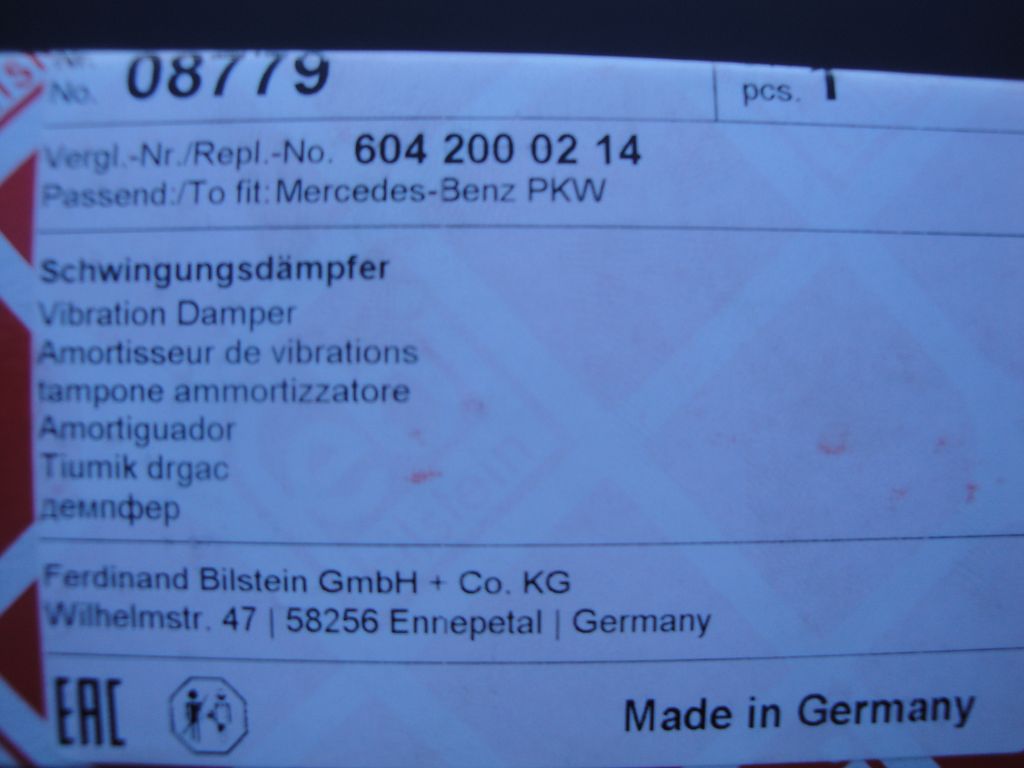 Nr.
No. 08779 pcs. 1
Vergl.-Nr./Repl.-No. 604 200 02 14
Passend:/To fit: Mercedes-Benz PKW
Schwingungsdämpfer
Vibration Damper
Amortisseur de vibrations
tampone ammortizzatore
Amortiguador
Tiumik drgac
демпфер
Ferdinand Bilstein GmbH + Co. KG
Wilhelmstr. 47 | 58256 Ennepetal | Germany
EAC
Made in Germany